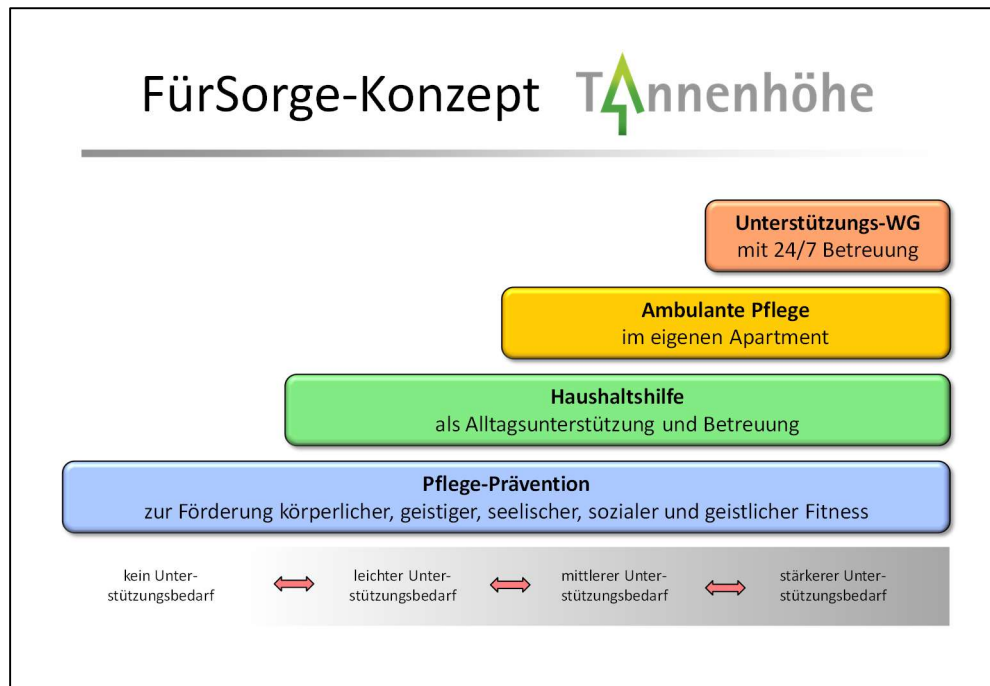 FürSorge-Konzept Tannenhöhe
Unterstützungs-WG
mit 24/7 Betreuung
Ambulante Pflege
im eigenen Apartment
Haushaltshilfe
als Alltagsunterstützung und Betreuung
Pflege-Prävention
zur Förderung körperlicher, geistiger, seelischer, sozialer und geistlicher Fitness
kein Unter-
stützungsbedarf
leichter Unter-
stützungsbedarf
mittlerer Unter-
stützungsbedarf
stärkerer Unter-
stützungsbedarf